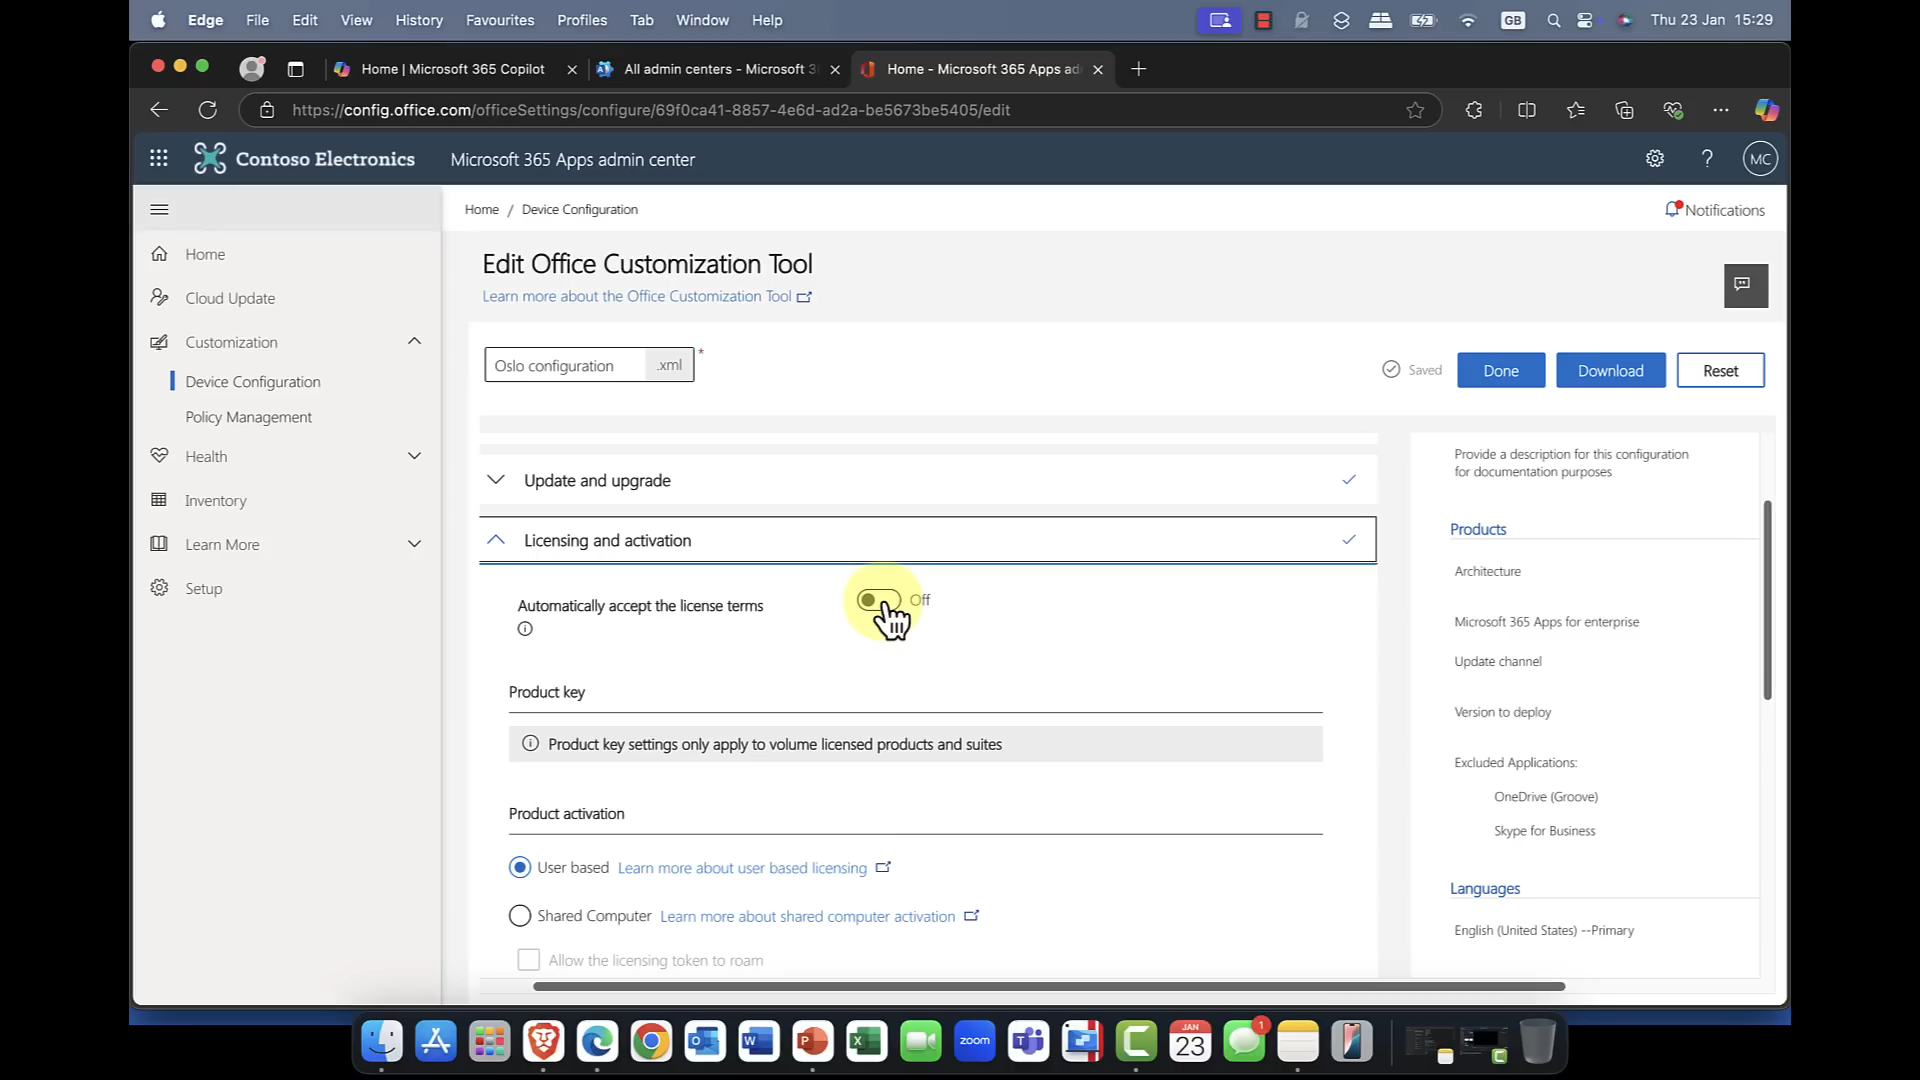 Edge File Edit View History Favourites Profiles Tab Window Help GB Thu 23 Jan 15:29
Home | Microsoft 365 Copilot
All admin centers - Microsoft 3
Home - Microsoft 365 Apps ad
https://config.office.com/officeSettings/configure/69f0ca41-8857-4e6d-ad2a-be5673be5405/edit
Contoso Electronics Microsoft 365 Apps admin center MC
Home / Device Configuration
Notifications
Home
Cloud Update
Customization
Device Configuration
Policy Management
Health
Inventory
Learn More
Setup
Edit Office Customization Tool
Learn more about the Office Customization Tool
Oslo configuration .xml *
Saved Done Download Reset
Update and upgrade
Licensing and activation
Automatically accept the license terms
Off
Product key
Product key settings only apply to volume licensed products and suites
Product activation
User based Learn more about user based licensing
Shared Computer Learn more about shared computer activation
Allow the licensing token to roam
Provide a description for this configuration
for documentation purposes
Products
Architecture
Microsoft 365 Apps for enterprise
Update channel
Version to deploy
Excluded Applications:
OneDrive (Groove)
Skype for Business
Languages
English (United States) --Primary
zoom
JAN
23
1